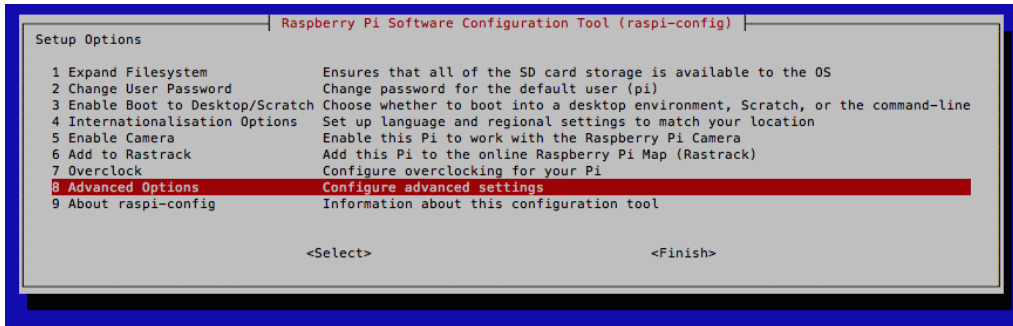 Raspberry Pi Software Configuration Tool (raspi-config)
Setup Options
1 Expand Filesystem Ensures that all of the SD card storage is available to the OS
2 Change User Password Change password for the default user (pi)
3 Enable Boot to Desktop/Scratch Choose whether to boot into a desktop environment, Scratch, or the command-line
4 Internationalisation Options Set up language and regional settings to match your location
5 Enable Camera Enable this Pi to work with the Raspberry Pi Camera
6 Add to Rastrack Add this Pi to the online Raspberry Pi Map (Rastrack)
7 Overclock Configure overclocking for your Pi
8 Advanced Options Configure advanced settings
9 About raspi-config Information about this configuration tool
<Select> <Finish>